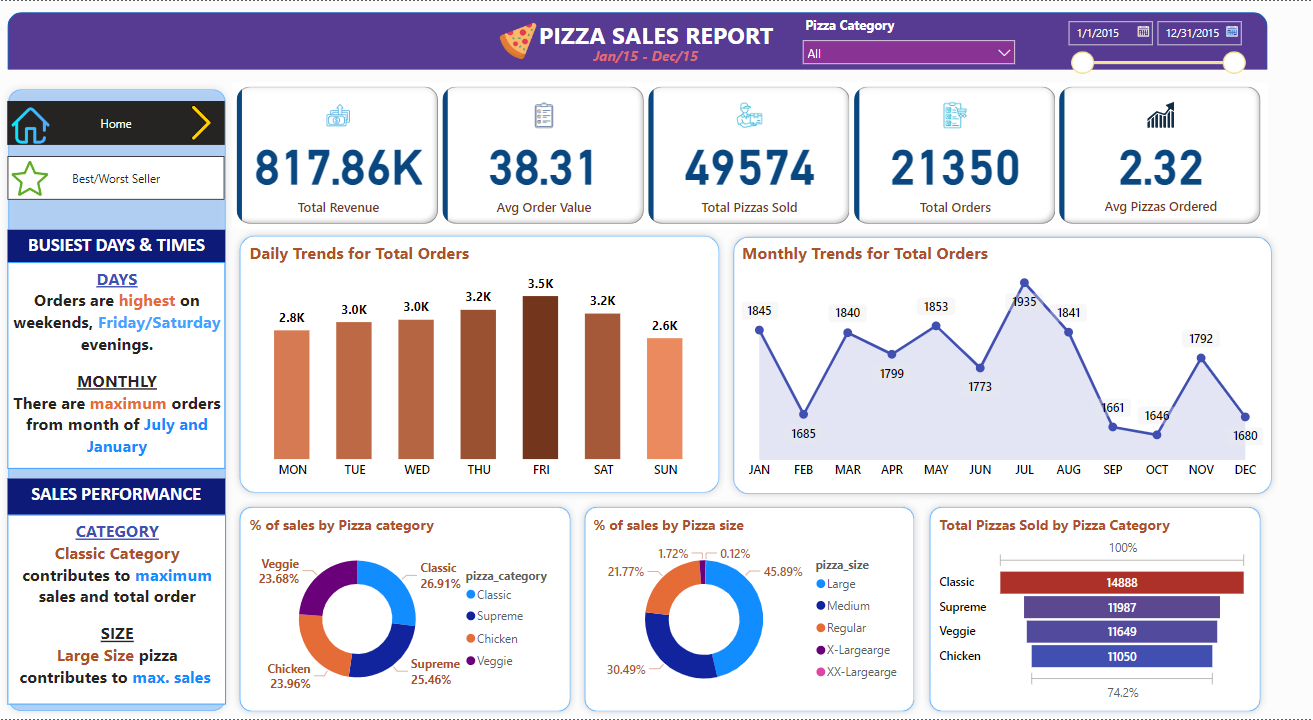 PIZZA SALES REPORT
Jan/15 - Dec/15
Pizza Category
All
1/1/2015
12/31/2015
Home
Best/Worst Seller
BUSIEST DAYS & TIMES
DAYS
Orders are highest on
weekends, Friday/Saturday
evenings.
MONTHLY
There are maximum orders
from month of July and
January
SALES PERFORMANCE
CATEGORY
Classic Category
contributes to maximum
sales and total order
SIZE
Large Size pizza
contributes to max. sales
817.86K
Total Revenue
38.31
Avg Order Value
49574
Total Pizzas Sold
21350
Total Orders
2.32
Avg Pizzas Ordered
Daily Trends for Total Orders
2.8K
3.0K
3.0K
3.2K
3.5K
3.2K
2.6K
MON TUE WED THU FRI SAT SUN
Monthly Trends for Total Orders
1845
1685
1840
1799
1853
1773
1935
1841
1661
1646
1792
1680
JAN FEB MAR APR MAY JUN JUL AUG SEP OCT NOV DEC
% of sales by Pizza category
Veggie
23.68%
Classic
26.91%
Chicken
23.96%
Supreme
25.46%
pizza_category
Classic
Supreme
Chicken
Veggie
% of sales by Pizza size
1.72%
0.12%
21.77%
45.89%
30.49%
pizza_size
Large
Medium
Regular
X-Largearge
XX-Largearge
Total Pizzas Sold by Pizza Category
100%
Classic 14888
Supreme 11987
Veggie 11649
Chicken 11050
74.2%